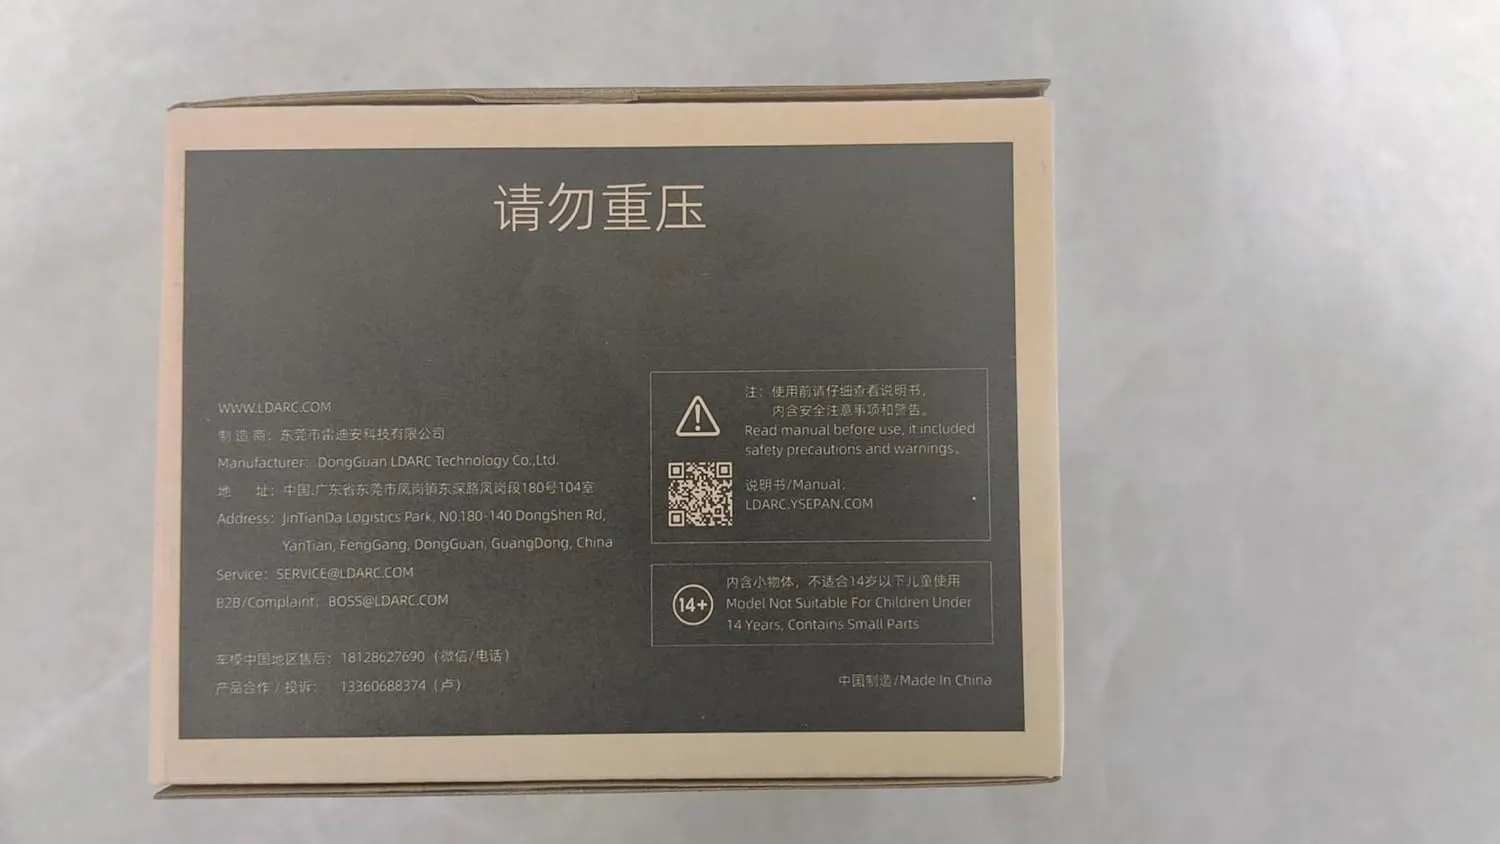 请勿重压
WWW.LDARC.COM
制 造 商：东莞市雷迪安科技有限公司
Manufacturer：DongGuan LDARC Technology Co.,Ltd.
地　　址：中国.广东省东莞市凤岗镇东深路凤岗段180号104室
Address：JinTianDa Logistics Park, N0.180-140 DongShen Rd,
YanTian, FengGang, DongGuan, GuangDong, China
Service：SERVICE@LDARC.COM
B2B/Complaint：BOSS@LDARC.COM
车模中国地区售后：18128627690（微信/电话）
产品合作 / 投诉： 13360688374（卢）
注：使用前请仔细查看说明书，
内含安全注意事项和警告。
Read manual before use, it included
safety precautions and warnings。
说明书/Manual：
LDARC.YSEPAN.COM
14+
内含小物体，不适合14岁以下儿童使用
Model Not Suitable For Children Under
14 Years, Contains Small Parts
中国制造/Made In China